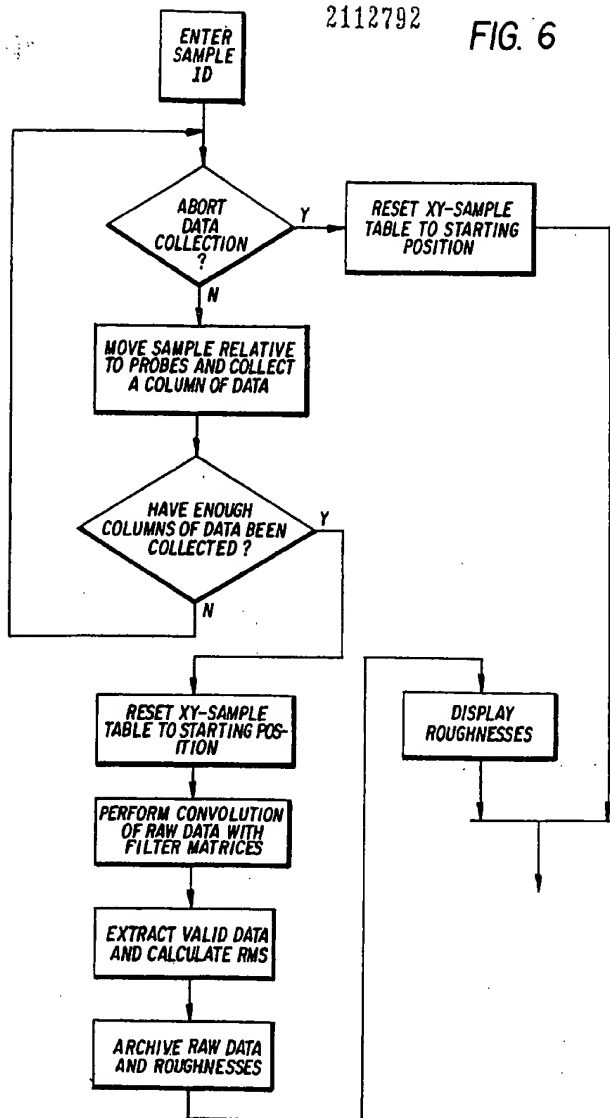 2112792
FIG. 6
ENTER
SAMPLE
ID
ABORT
DATA
COLLECTION
?
Y
N
RESET XY-SAMPLE
TABLE TO STARTING
POSITION
MOVE SAMPLE RELATIVE
TO PROBES AND COLLECT
A COLUMN OF DATA
HAVE ENOUGH
COLUMNS OF DATA BEEN
COLLECTED ?
Y
N
RESET XY-SAMPLE
TABLE TO STARTING POS-
ITION
PERFORM CONVOLUTION
OF RAW DATA WITH
FILTER MATRICES
EXTRACT VALID DATA
AND CALCULATE RMS
ARCHIVE RAW DATA
AND ROUGHNESSES
DISPLAY
ROUGHNESSES